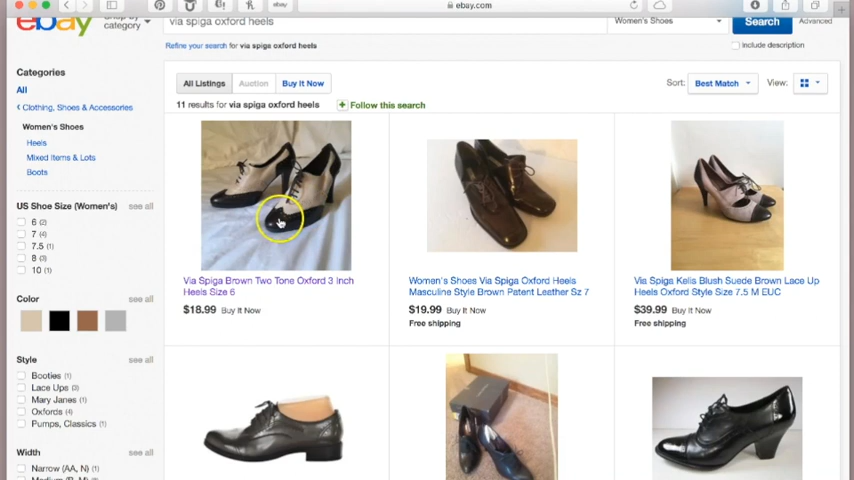 ebay.com
ebay
ebay
category
via spiga oxford heels
Women's Shoes
Search
Advanced
Refine your search for via spiga oxford heels
Include description
Categories
All
Clothing, Shoes & Accessories
Women's Shoes
Heels
Mixed Items & Lots
Boots
US Shoe Size (Women's) see all
6 (2)
7 (4)
7.5 (1)
8 (3)
10 (1)
Color see all
Style see all
Booties (1)
Lace Ups (3)
Mary Janes (1)
Oxfords (4)
Pumps, Classics (1)
Width see all
Narrow (AA, N) (1)
All Listings Auction Buy It Now
Sort: Best Match View:
11 results for via spiga oxford heels + Follow this search
Via Spiga Brown Two Tone Oxford 3 Inch
Heels Size 6
$18.99 Buy It Now
Women's Shoes Via Spiga Oxford Heels
Masculine Style Brown Patent Leather Sz 7
$19.99 Buy It Now
Free shipping
Via Spiga Kelis Blush Suede Brown Lace Up
Heels Oxford Style Size 7.5 M EUC
$39.99 Buy It Now
Free shipping